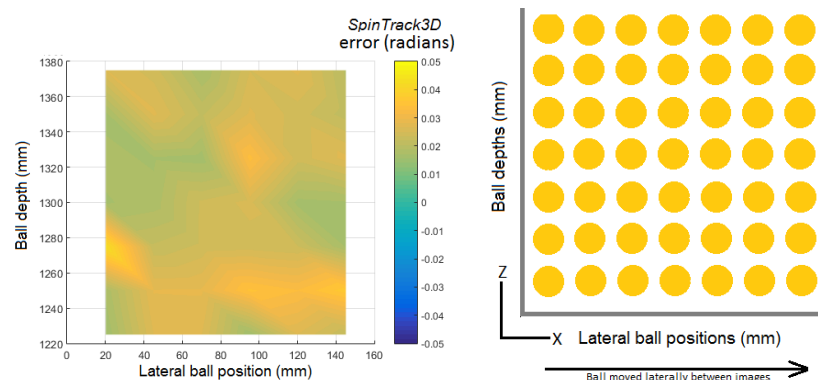 SpinTrack3D
error (radians)
1380
1360
1340
1320
1300
1280
1260
1240
1220
Ball depth (mm)
0 20 40 60 80 100 120 140 160
Lateral ball position (mm)
0.05
0.04
0.03
0.02
0.01
0
-0.01
-0.02
-0.03
-0.04
-0.05
Ball depths (mm)
Z
X Lateral ball positions (mm)
Ball moved laterally between images